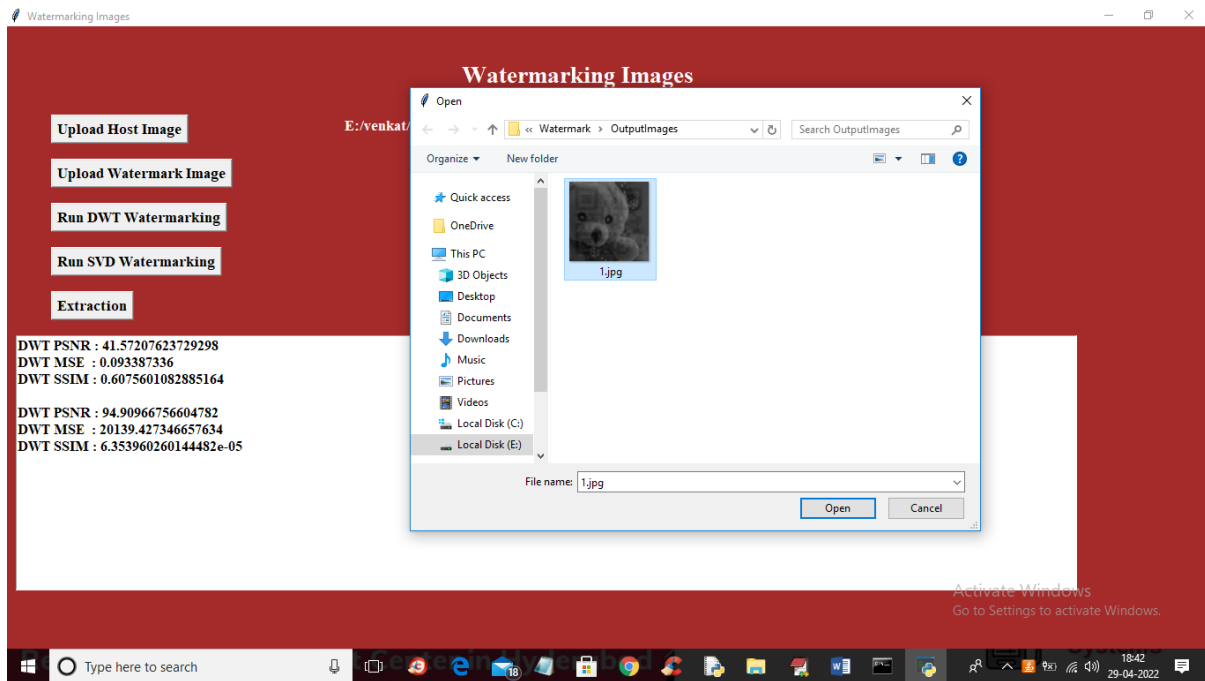 Watermarking Images
Watermarking Images
Upload Host Image
E:/venkat/
Upload Watermark Image
Run DWT Watermarking
Run SVD Watermarking
Extraction
DWT PSNR : 41.57207623729298
DWT MSE : 0.093387336
DWT SSIM : 0.6075601082885164
DWT PSNR : 94.90966756604782
DWT MSE : 20139.427346657634
DWT SSIM : 6.353960260144482e-05
Open
« Watermark > OutputImages
Search OutputImages
Organize
New folder
Quick access
OneDrive
This PC
3D Objects
Desktop
Documents
Downloads
Music
Pictures
Videos
Local Disk (C:)
Local Disk (E:)
1.jpg
File name: 1.jpg
Open
Cancel
Activate Windows
Go to Settings to activate Windows.
Type here to search
18
18:42
29-04-2022